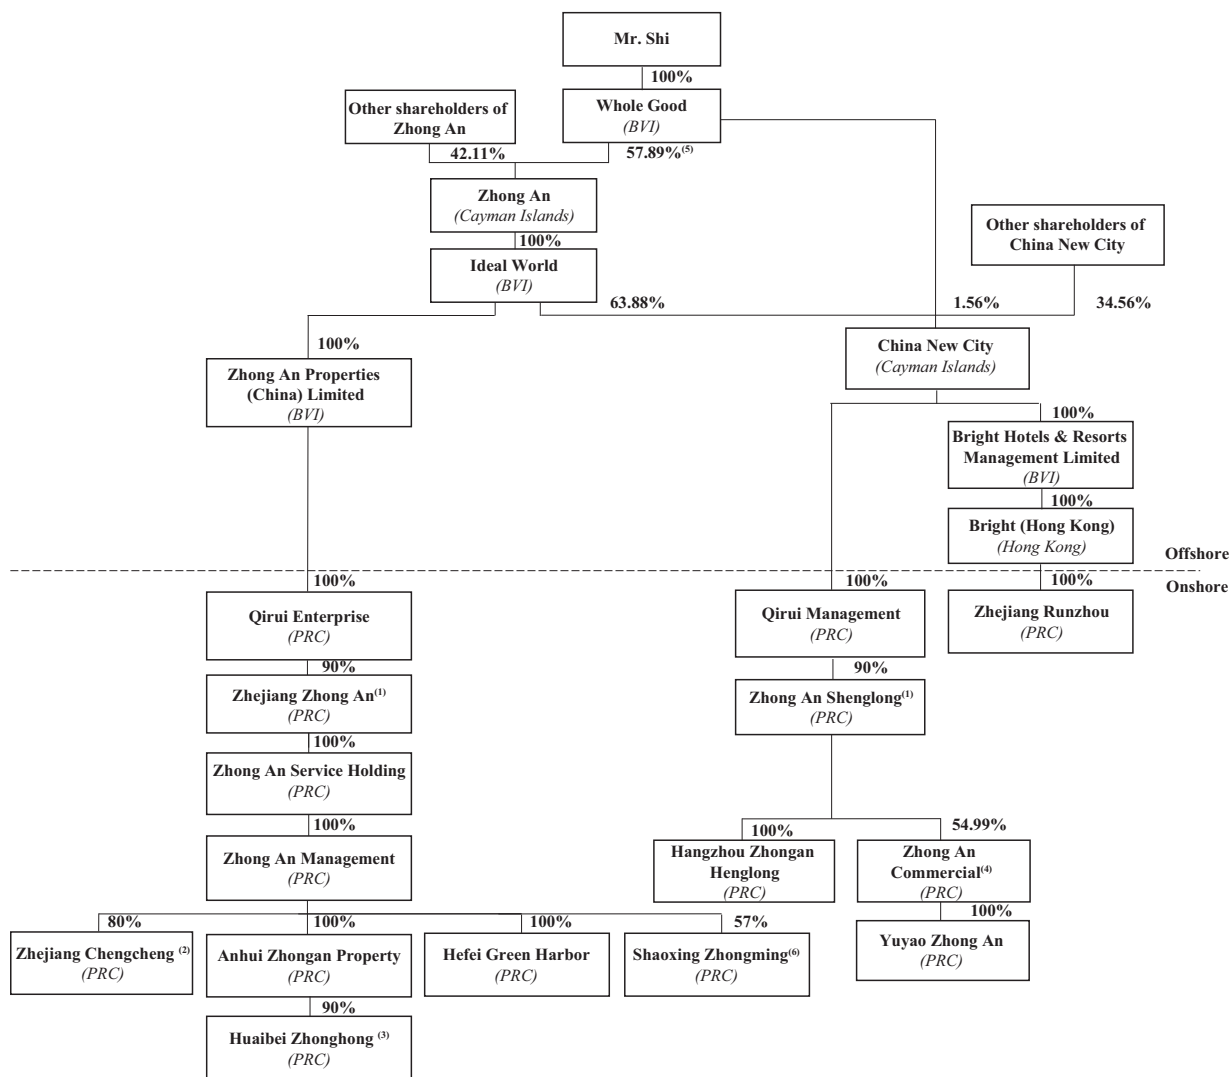 Mr. Shi
100%
Other shareholders of
Zhong An
Whole Good
(BVI)
42.11%
57.89%(5)
Zhong An
(Cayman Islands)
Other shareholders of
China New City
100%
Ideal World
(BVI)
63.88%
1.56%
34.56%
100%
China New City
(Cayman Islands)
Zhong An Properties
(China) Limited
(BVI)
100%
Bright Hotels & Resorts
Management Limited
(BVI)
100%
Bright (Hong Kong)
(Hong Kong)
Offshore
100%
100%
100%
Onshore
Qirui Enterprise
(PRC)
Qirui Management
(PRC)
Zhejiang Runzhou
(PRC)
90%
90%
Zhejiang Zhong An(1)
(PRC)
Zhong An Shenglong(1)
(PRC)
100%
Zhong An Service Holding
(PRC)
100%
100%
54.99%
Zhong An Management
(PRC)
Hangzhou Zhongan
Henglong
(PRC)
Zhong An
Commercial(4)
(PRC)
80%
100%
100%
57%
100%
Zhejiang Chengcheng (2)
(PRC)
Anhui Zhongan Property
(PRC)
Hefei Green Harbor
(PRC)
Shaoxing Zhongming(6)
(PRC)
Yuyao Zhong An
(PRC)
90%
Huaibei Zhonghong (3)
(PRC)